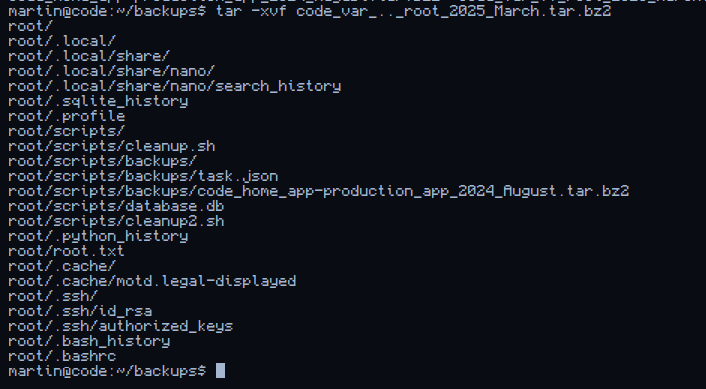 martin@code:~/backups$ tar -xvf code_var_.._root_2025_March.tar.bz2
root/
root/.local/
root/.local/share/
root/.local/share/nano/
root/.local/share/nano/search_history
root/.sqlite_history
root/.profile
root/scripts/
root/scripts/cleanup.sh
root/scripts/backups/
root/scripts/backups/task.json
root/scripts/backups/code_home_app-production_app_2024_August.tar.bz2
root/scripts/database.db
root/scripts/cleanup2.sh
root/.python_history
root/root.txt
root/.cache/
root/.cache/motd.legal-displayed
root/.ssh/
root/.ssh/id_rsa
root/.ssh/authorized_keys
root/.bash_history
root/.bashrc
martin@code:~/backups$